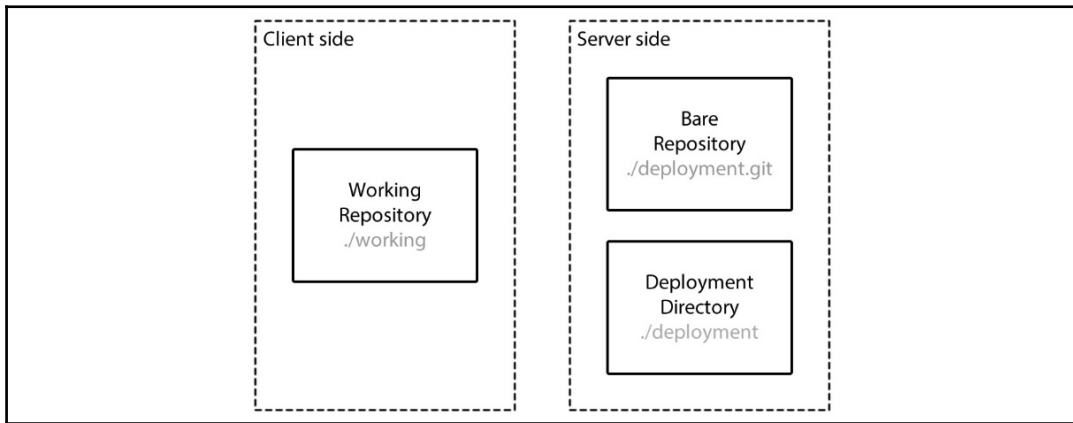 Client side
Working
Repository
./working
Server side
Bare
Repository
./deployment.git
Deployment
Directory
./deployment